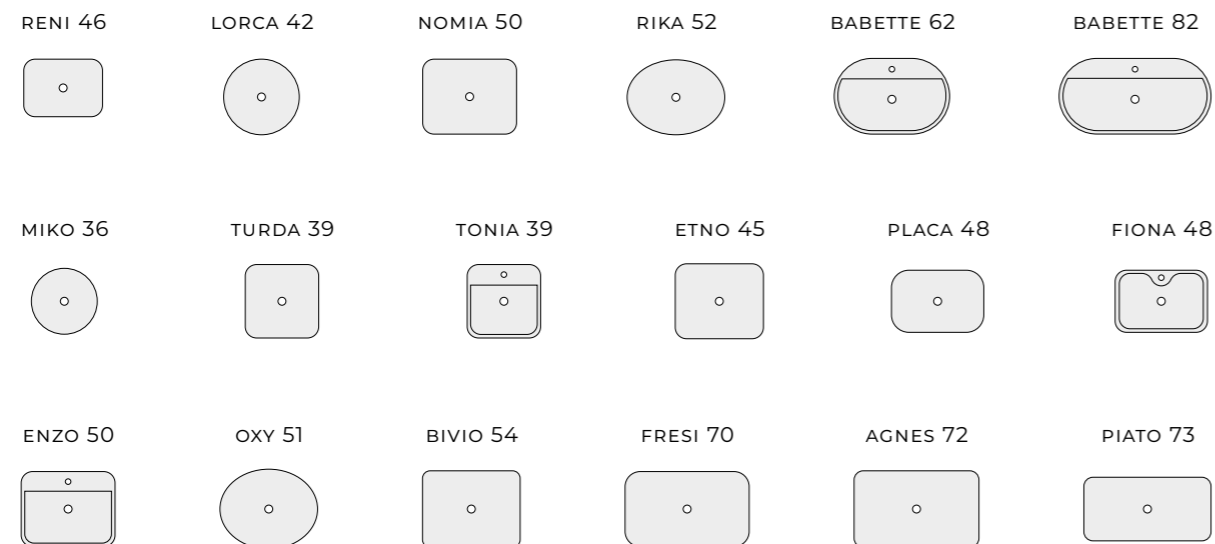 RENI 46
LORCA 42
NOMIA 50
RIKA 52
BABETTE 62
BABETTE 82
MIKO 36
TURDA 39
TONIA 39
ETNO 45
PLACA 48
FIONA 48
ENZO 50
OXY 51
BIVIO 54
FRESI 70
AGNES 72
PIATO 73